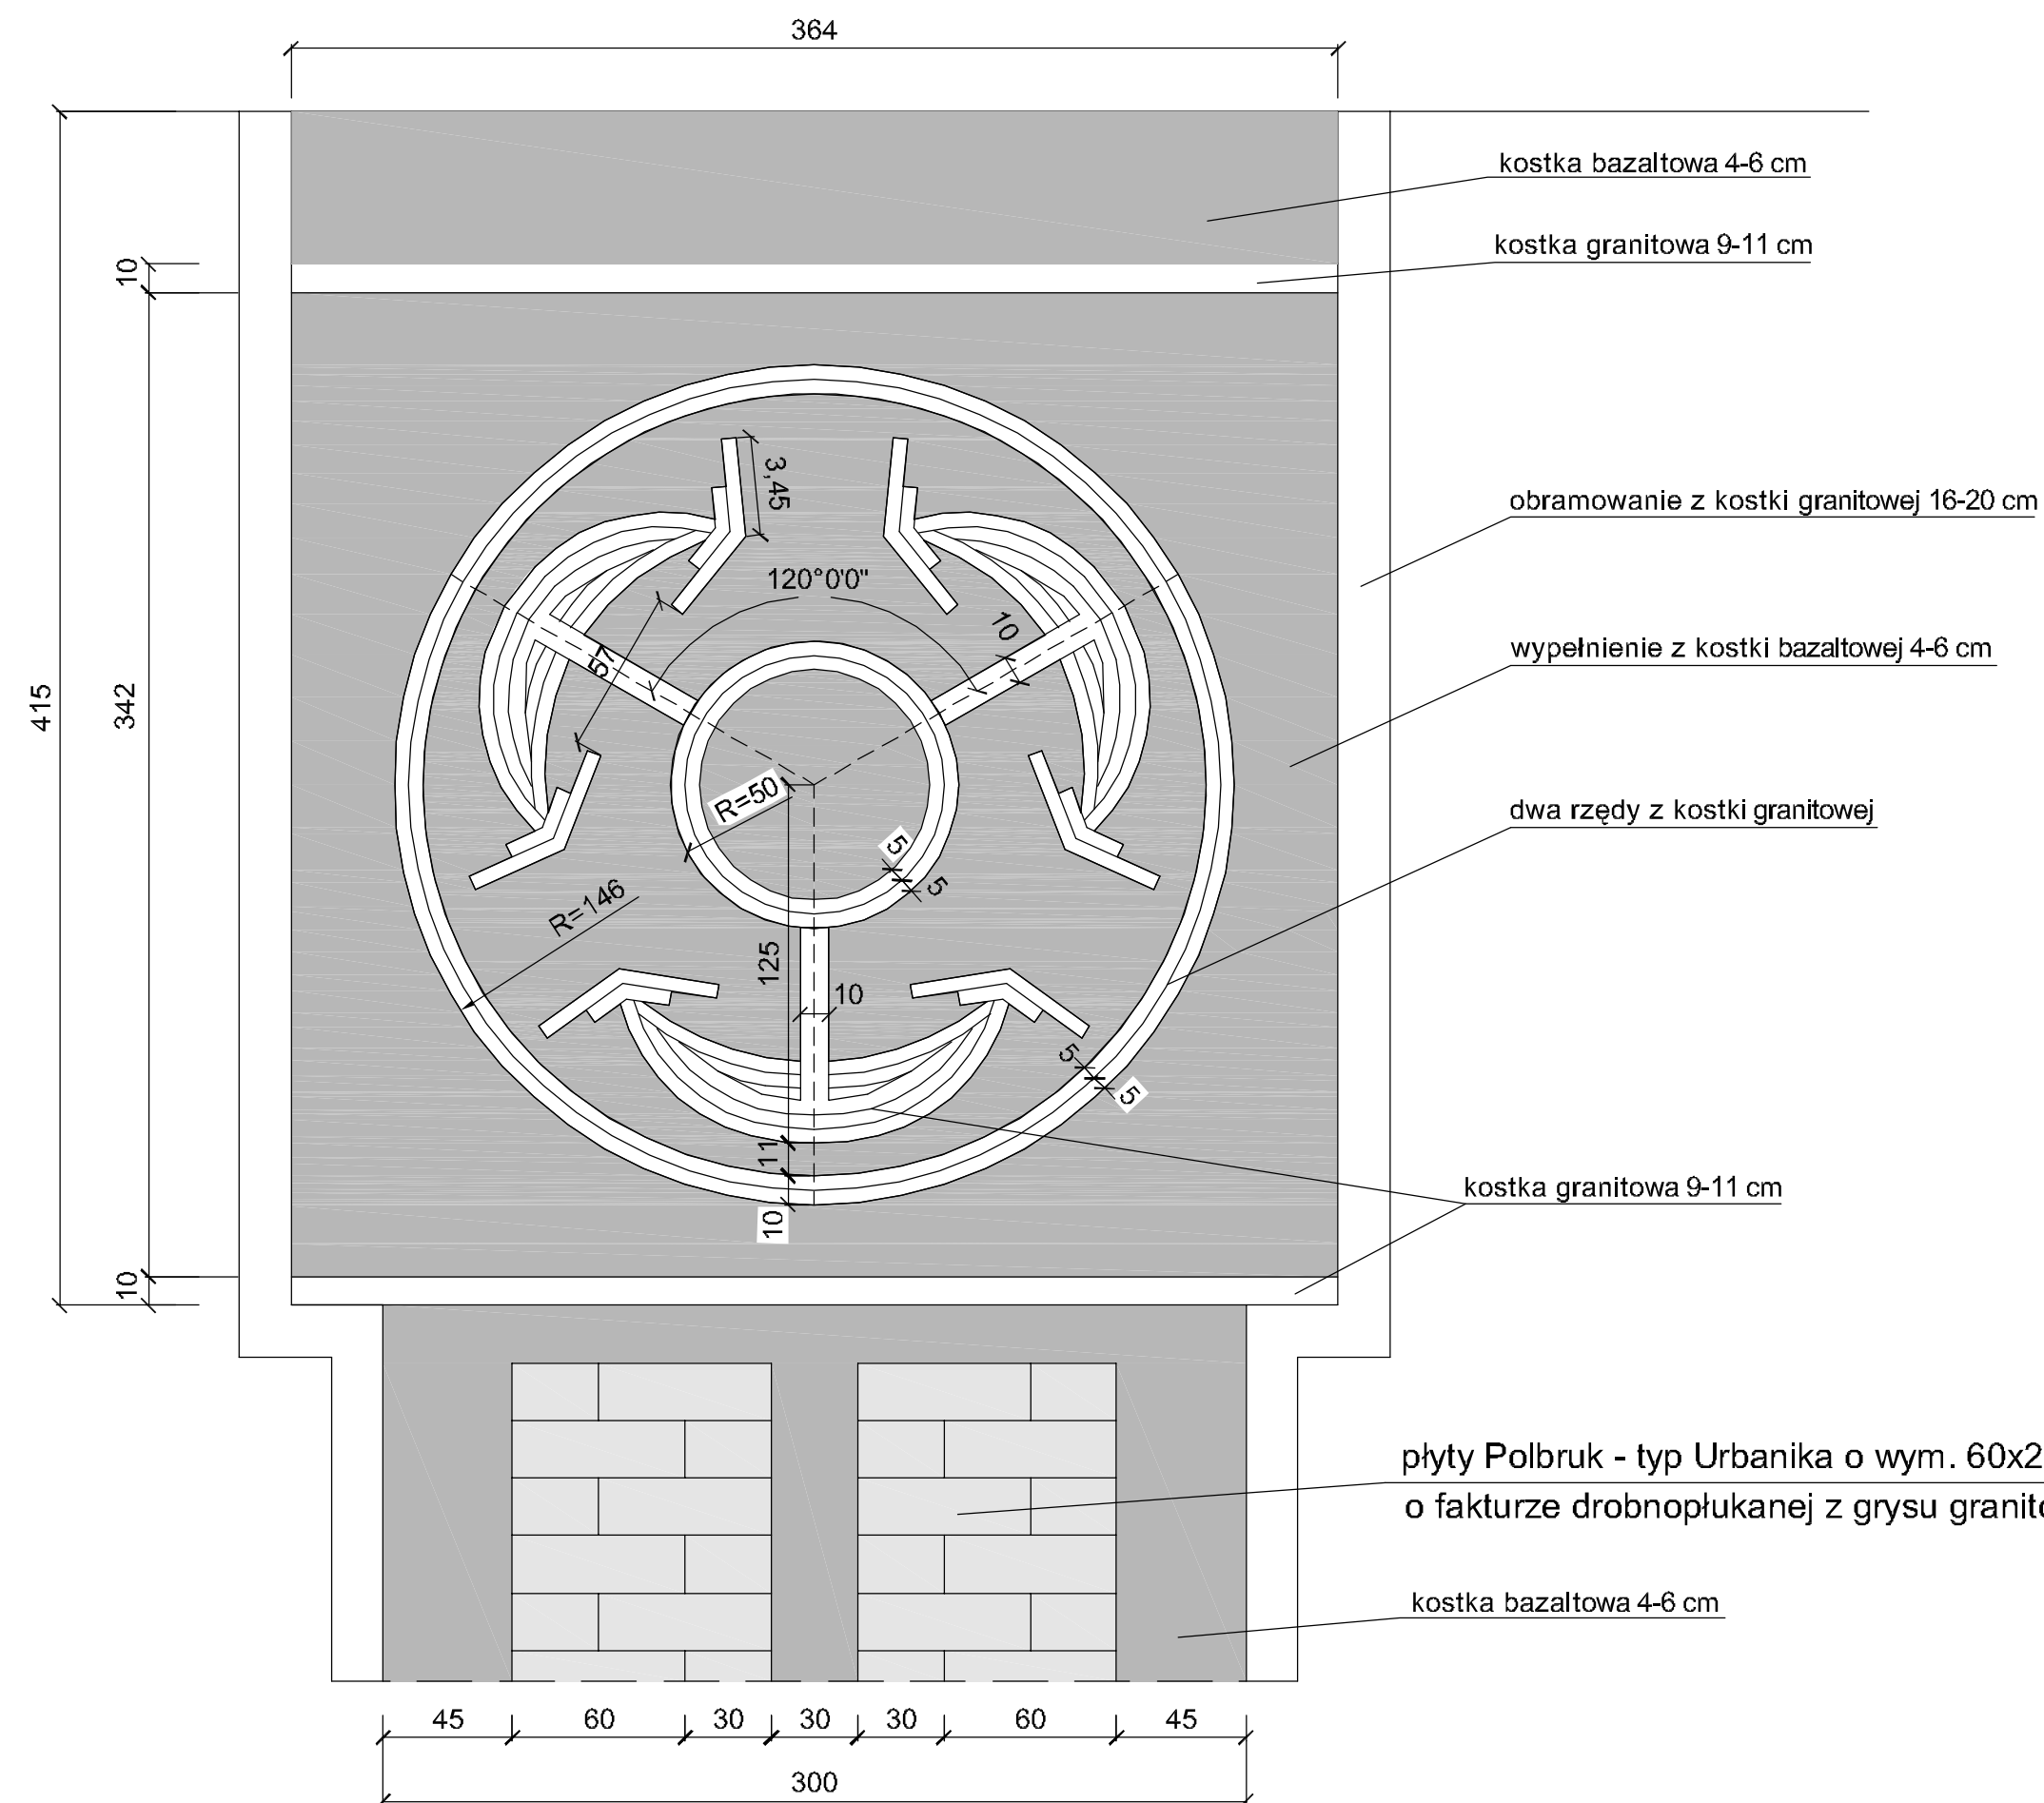 364
kostka bazaltowa 4-6 cm
kostka granitowa 9-11 cm
10
3,45
obramowanie z kostki granitowej 16-20 cm
120°0'0"
10
57
wypełnienie z kostki bazaltowej 4-6 cm
415
342
R=50
dwa rzędy z kostki granitowej
5
5
R=146
125
10
5
5
11
kostka granitowa 9-11 cm
10
10
płyty Polbruk - typ Urbanika o wym. 60x2
o fakturze drobnopłukanej z grysu
kostka bazaltowa 4-6 cm
45 60 30 30 30 60 45
300